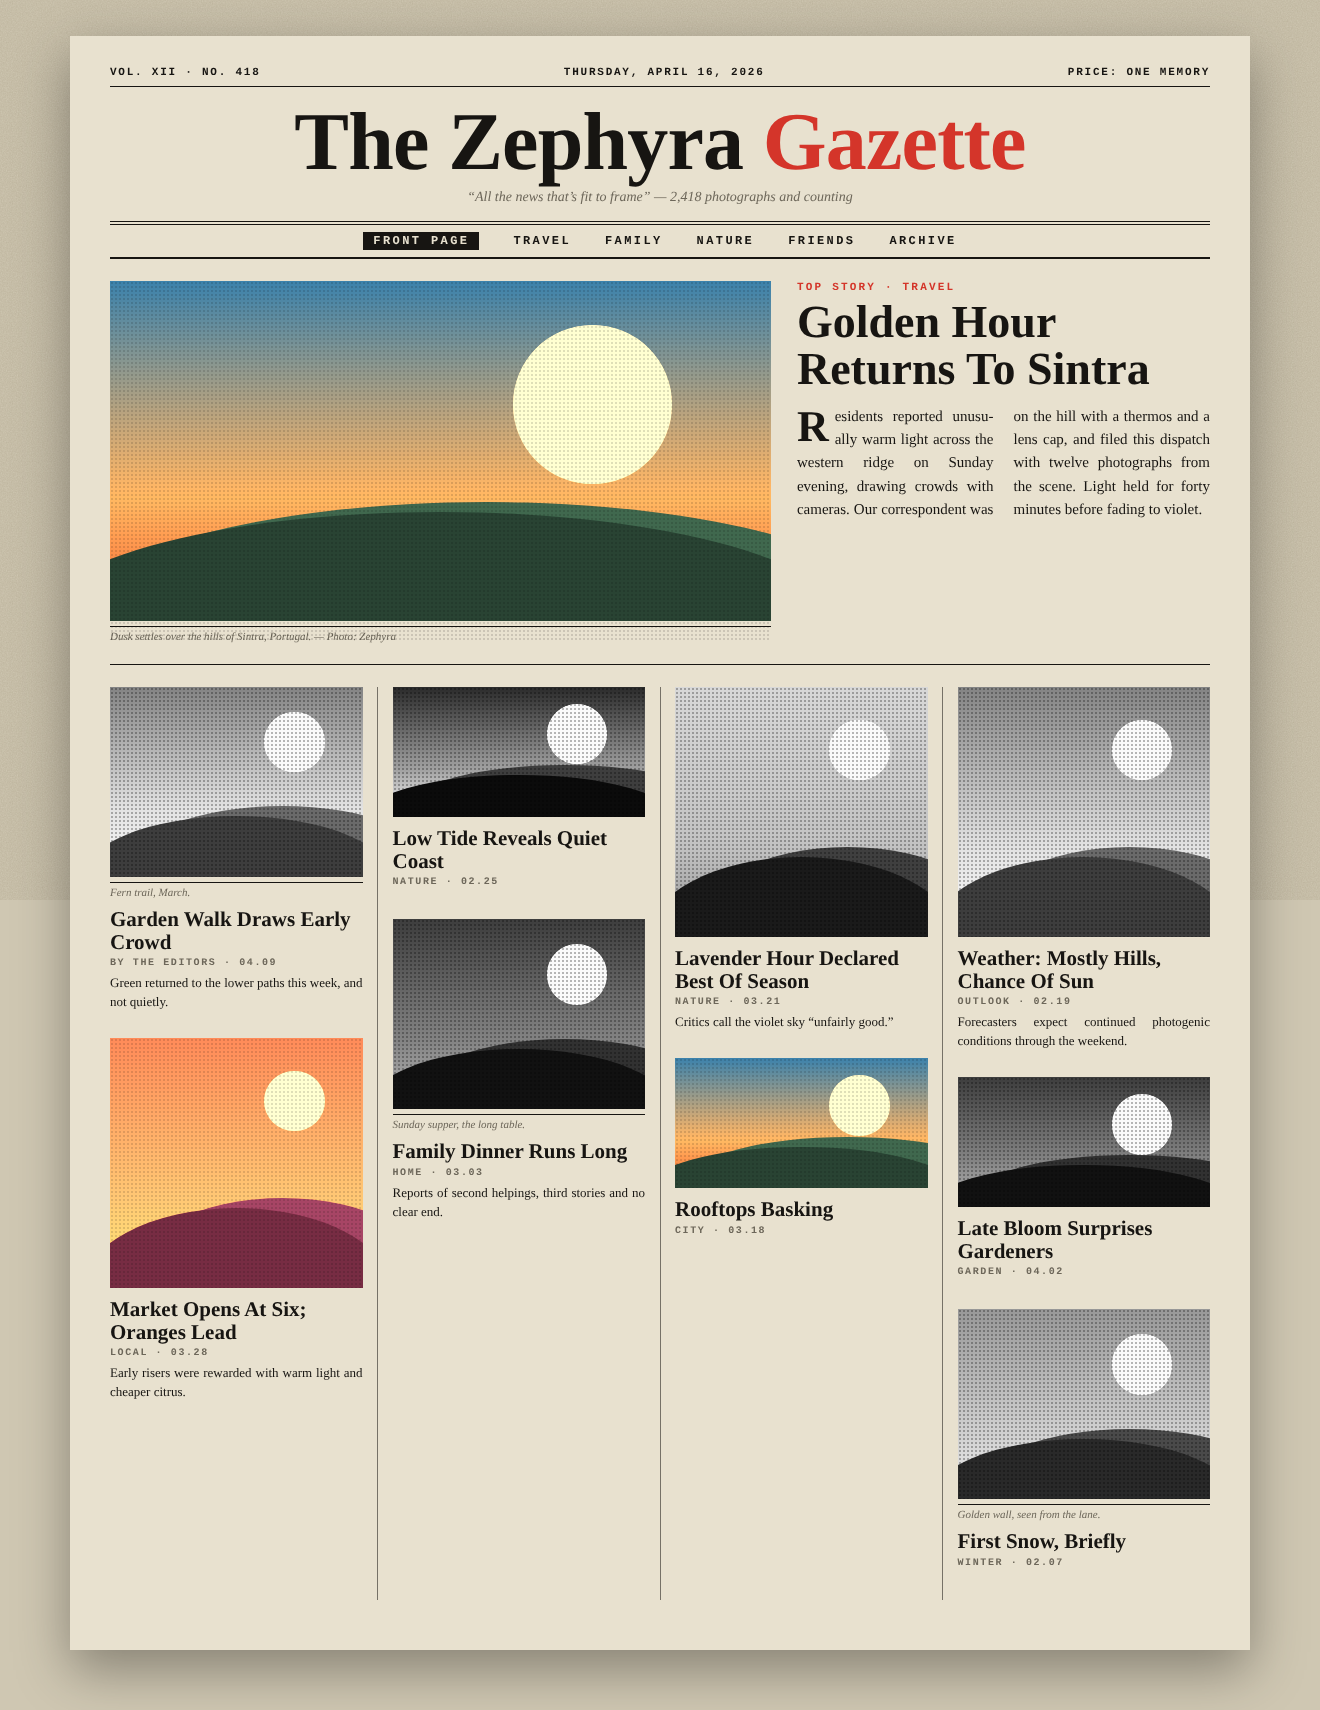 VOL. XII · NO. 418
THURSDAY, APRIL 16, 2026
PRICE: ONE MEMORY
The Zephyra Gazette
“All the news that’s fit to frame” — 2,418 photographs and counting
FRONT PAGE
TRAVEL
FAMILY
NATURE
FRIENDS
ARCHIVE
Dusk settles over the hills of Sintra, Portugal. — Photo: Zephyra
TOP STORY · TRAVEL
Golden Hour
Returns To Sintra
Residents reported unusu-
ally warm light across the
western ridge on Sunday
evening, drawing crowds with
cameras. Our correspondent was
on the hill with a thermos and a
lens cap, and filed this dispatch
with twelve photographs from
the scene. Light held for forty
minutes before fading to violet.
Fern trail, March.
Garden Walk Draws Early
Crowd
BY THE EDITORS · 04.09
Green returned to the lower paths this week, and
not quietly.
Market Opens At Six;
Oranges Lead
LOCAL · 03.28
Early risers were rewarded with warm light and
cheaper citrus.
Low Tide Reveals Quiet
Coast
NATURE · 02.25
Sunday supper, the long table.
Family Dinner Runs Long
HOME · 03.03
Reports of second helpings, third stories and no
clear end.
Lavender Hour Declared
Best Of Season
NATURE · 03.21
Critics call the violet sky “unfairly good.”
Rooftops Basking
CITY · 03.18
Weather: Mostly Hills,
Chance Of Sun
OUTLOOK · 02.19
Forecasters expect continued photogenic
conditions through the weekend.
Late Bloom Surprises
Gardeners
GARDEN · 04.02
Golden wall, seen from the lane.
First Snow, Briefly
WINTER · 02.07